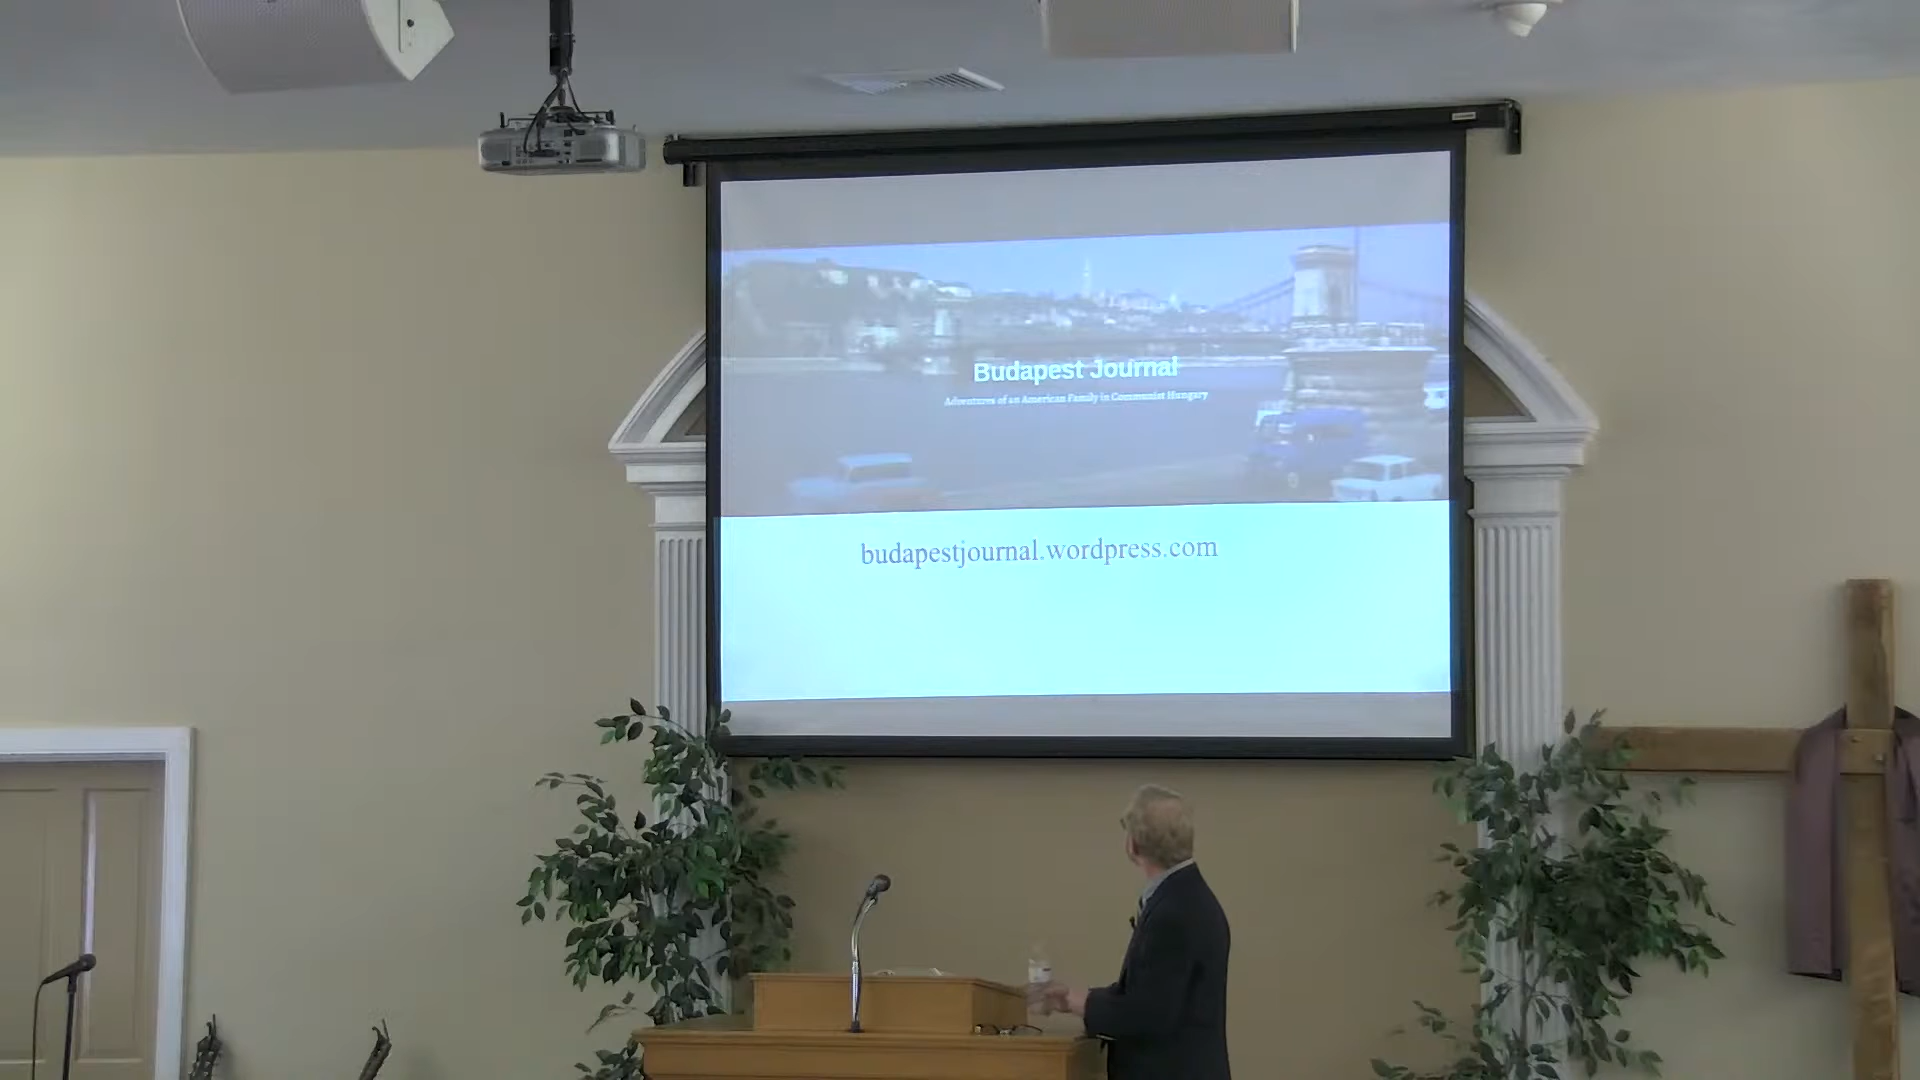 Budapest Journal
Adventures of an American Family in Communist Hungary
budapestjournal.wordpress.com